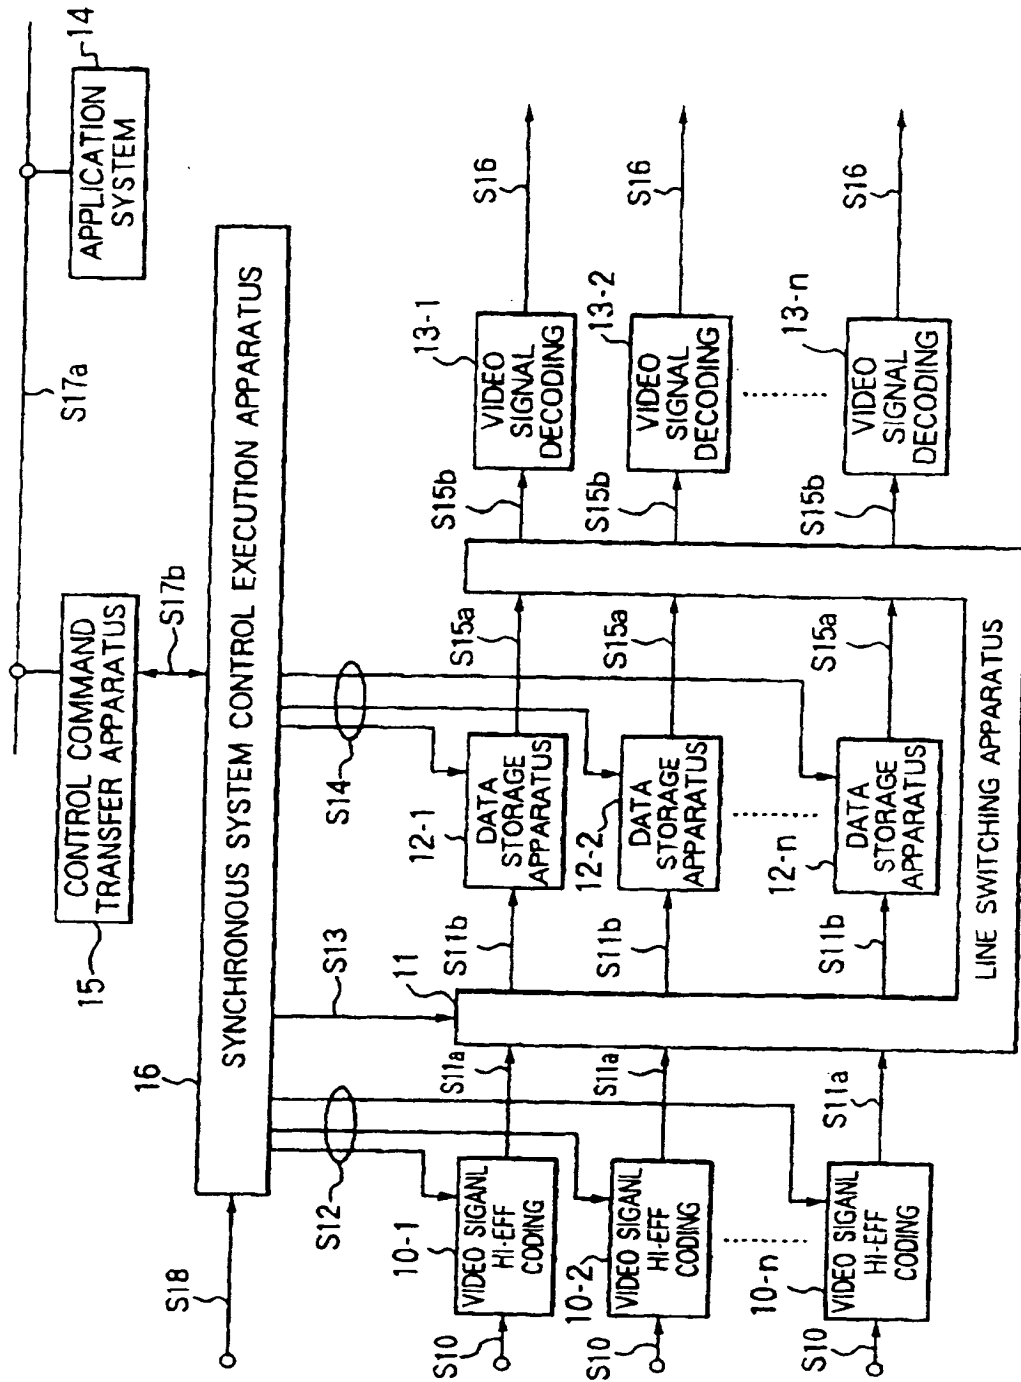 S17a
14
APPLICATION
SYSTEM
15
CONTROL COMMAND
TRANSFER APPARATUS
S17b
16
SYNCHRONOUS SYSTEM CONTROL EXECUTION APPARATUS
S18
S12
S13
S14
S10
10-1
VIDEO SIGANL
HI-EFF
CODING
S11a
11
S11b
12-1
DATA
STORAGE
APPARATUS
S15a
S15b
13-1
VIDEO
SIGNAL
DECODING
S16
S10
10-2
VIDEO SIGANL
HI-EFF
CODING
S11a
S11b
12-2
DATA
STORAGE
APPARATUS
S15a
S15b
13-2
VIDEO
SIGNAL
DECODING
S16
S10
10-n
VIDEO SIGANL
HI-EFF
CODING
S11a
S11b
12-n
DATA
STORAGE
APPARATUS
S15a
S15b
13-n
VIDEO
SIGNAL
DECODING
S16
LINE SWITCHING APPARATUS